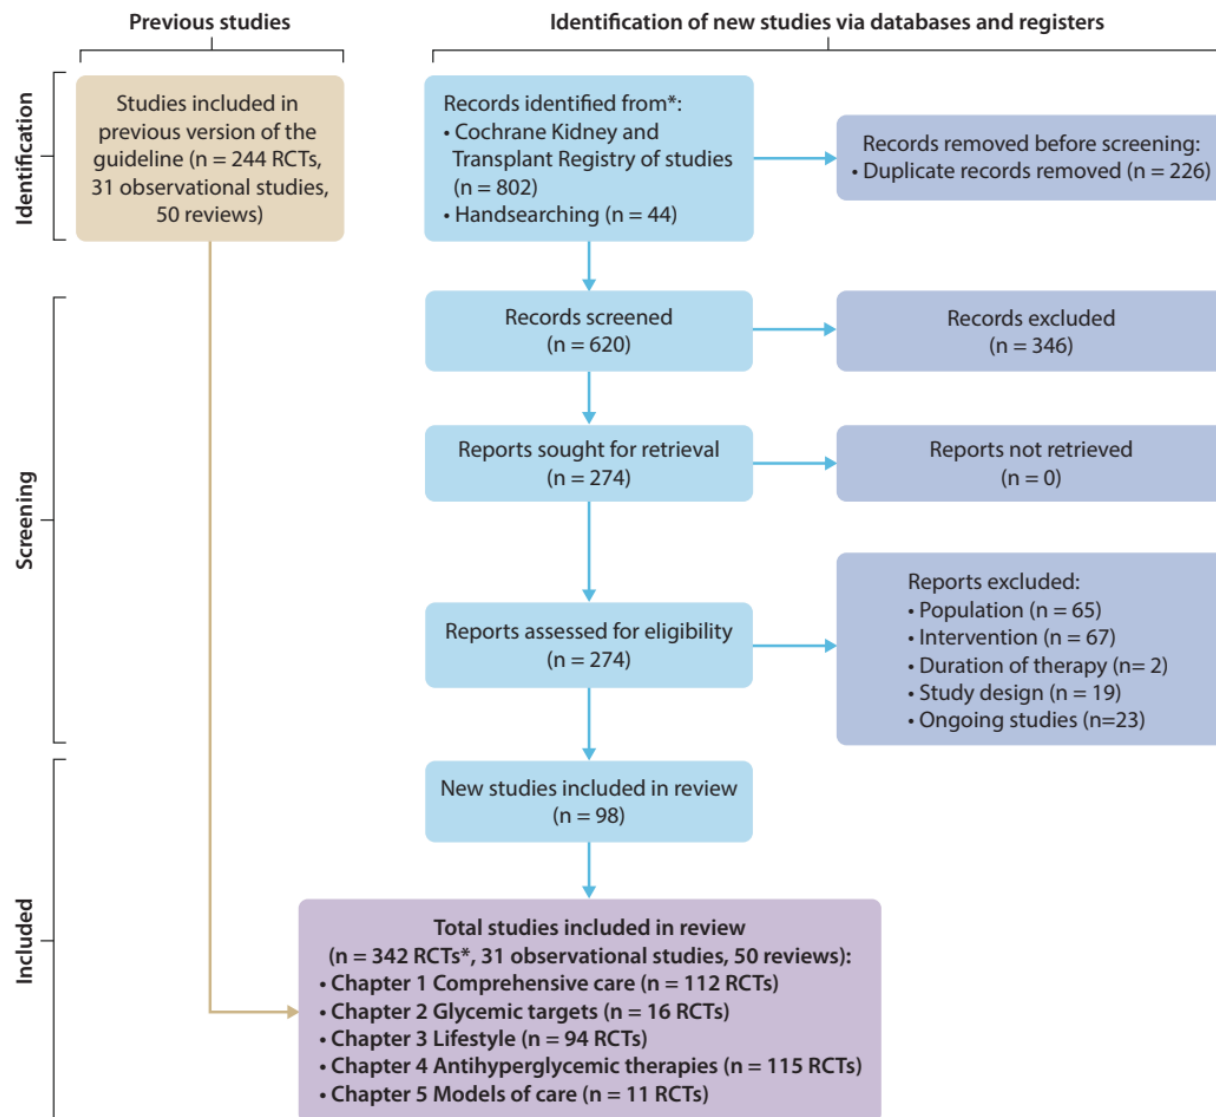 Previous studies
Identification of new studies via databases and registers
Identification
Studies included in
previous version of the
guideline (n = 244 RCTs,
31 observational studies,
50 reviews)
Records identified from*:
• Cochrane Kidney and
Transplant Registry of studies
(n = 802)
• Handsearching (n = 44)
Records removed before screening:
• Duplicate records removed (n = 226)
Screening
Records screened
(n = 620)
Records excluded
(n = 346)
Reports sought for retrieval
(n = 274)
Reports not retrieved
(n = 0)
Reports assessed for eligibility
(n = 274)
Reports excluded:
• Population (n = 65)
• Intervention (n = 67)
• Duration of therapy (n= 2)
• Study design (n = 19)
• Ongoing studies (n=23)
Included
New studies included in review
(n = 98)
Total studies included in review
(n = 342 RCTs*, 31 observational studies, 50 reviews):
• Chapter 1 Comprehensive care (n = 112 RCTs)
• Chapter 2 Glycemic targets (n = 16 RCTs)
• Chapter 3 Lifestyle (n = 94 RCTs)
• Chapter 4 Antihyperglycemic therapies (n = 115 RCTs)
• Chapter 5 Models of care (n = 11 RCTs)